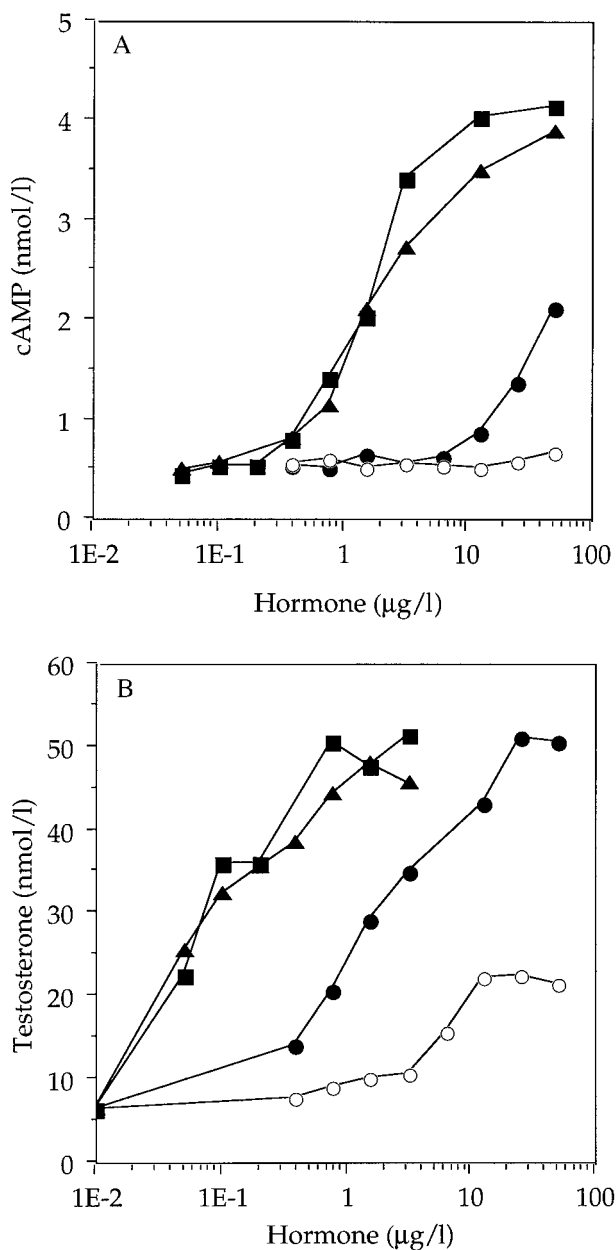 A
5
4
3
2
1
0
cAMP (nmol/l)
1E-2 1E-1 1 10 100
Hormone (μg/l)
B
60
50
40
30
20
10
0
Testosterone (nmol/l)
1E-2 1E-1 1 10 100
Hormone (μg/l)